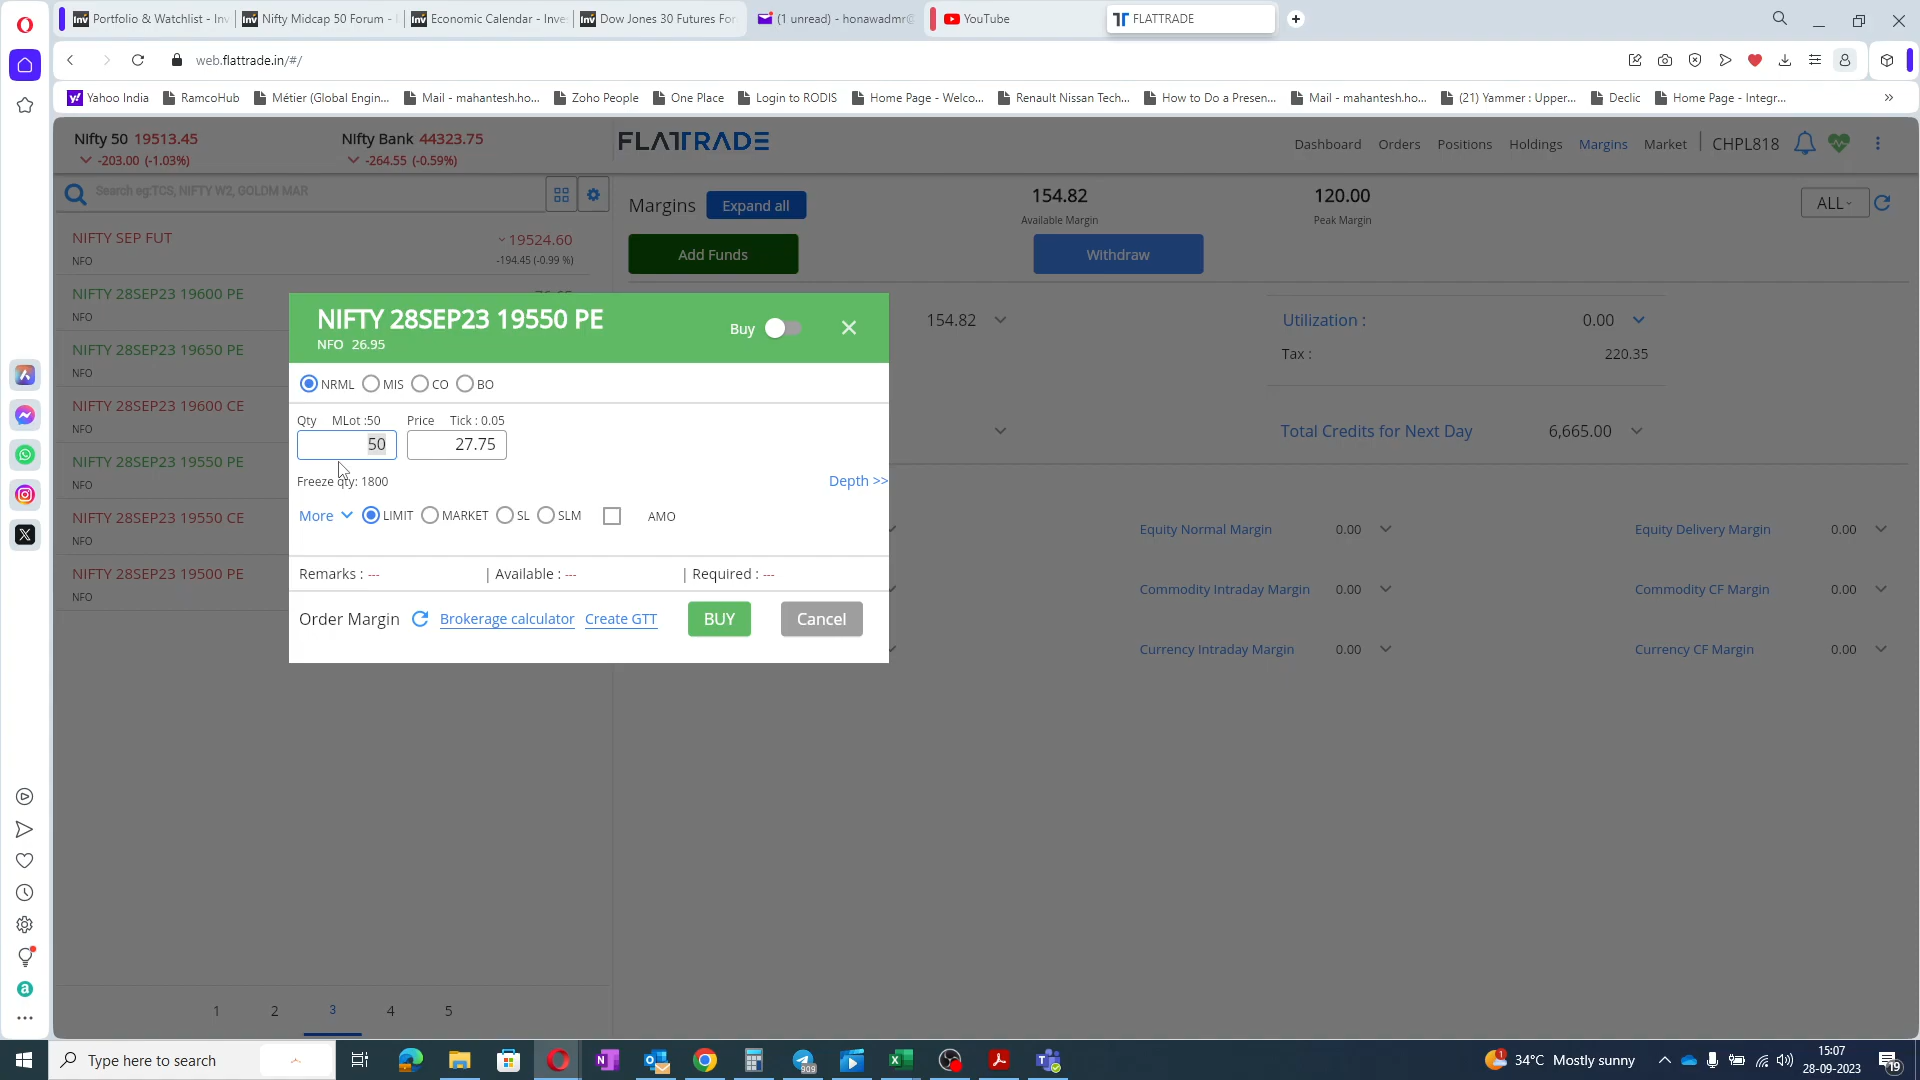 Portfolio & Watchlist - Inv
Nifty Midcap 50 Forum -
Economic Calendar - Inve
Dow Jones 30 Futures For
(1 unread) - honawadmr@
YouTube
FLATTRADE
web.flattrade.in/#/
Yahoo India
RamcoHub
Métier (Global Engin...
Mail - mahantesh.ho...
Zoho People
One Place
Login to RODIS
Home Page - Welco...
Renault Nissan Tech...
How to Do a Presen...
Mail - mahantesh.ho...
(21) Yammer : Upper...
Declic
Home Page - Integr...
Nifty 50 19513.45
-203.00 (-1.03%)
Nifty Bank 44323.75
-264.55 (-0.59%)
FLATTRADE
Dashboard
Orders
Positions
Holdings
Margins
Market
CHPL818
Search eg:TCS, NIFTY W2, GOLDM MAR
Margins
Expand all
154.82
Available Margin
120.00
Peak Margin
ALL
Add Funds
Withdraw
NIFTY SEP FUT
19524.60
NFO
-194.45 (-0.99 %)
NIFTY 28SEP23 19600 PE
NFO
NIFTY 28SEP23 19650 PE
NFO
NIFTY 28SEP23 19600 CE
NFO
NIFTY 28SEP23 19550 PE
NFO
NIFTY 28SEP23 19550 CE
NFO
NIFTY 28SEP23 19500 PE
NFO
1 2 3 4 5
NIFTY 28SEP23 19550 PE
NFO 26.95
Buy
NRML MIS CO BO
Qty MLot :50 Price Tick : 0.05
50 27.75
Freeze qty: 1800
Depth >>
More LIMIT MARKET SL SLM AMO
Remarks : --- | Available : --- | Required : ---
Order Margin Brokerage calculator Create GTT BUY Cancel
154.82
Utilization : 0.00
Tax : 220.35
Total Credits for Next Day 6,665.00
Equity Normal Margin 0.00
Equity Delivery Margin 0.00
Commodity Intraday Margin 0.00
Commodity CF Margin 0.00
Currency Intraday Margin 0.00
Currency CF Margin 0.00
Type here to search
909
1
34°C Mostly sunny
15:07
28-09-2023
19